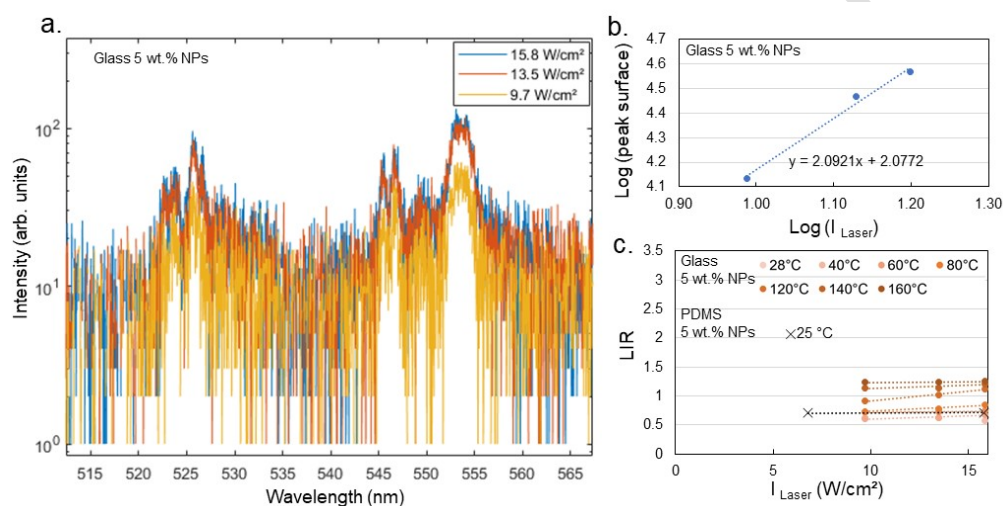 a.
Glass 5 wt.% NPs
15.8 W/cm²
13.5 W/cm²
9.7 W/cm²
10²
10¹
10⁰
Intensity (arb. units)
515 520 525 530 535 540 545 550 555 560 565
Wavelength (nm)
b.
Glass 5 wt.% NPs
4.7
4.6
4.5
4.4
4.3
4.2
4.1
Log (peak surface)
y = 2.0921x + 2.0772
0.90 1.00 1.10 1.20 1.30
Log (I Laser)
c.
3.5
3
2.5
2
1.5
1
0.5
0
LIR
Glass
5 wt.% NPs
28°C 40°C 60°C 80°C
120°C 140°C 160°C
PDMS
5 wt.% NPs
25 °C
0 5 10 15
I Laser (W/cm²)